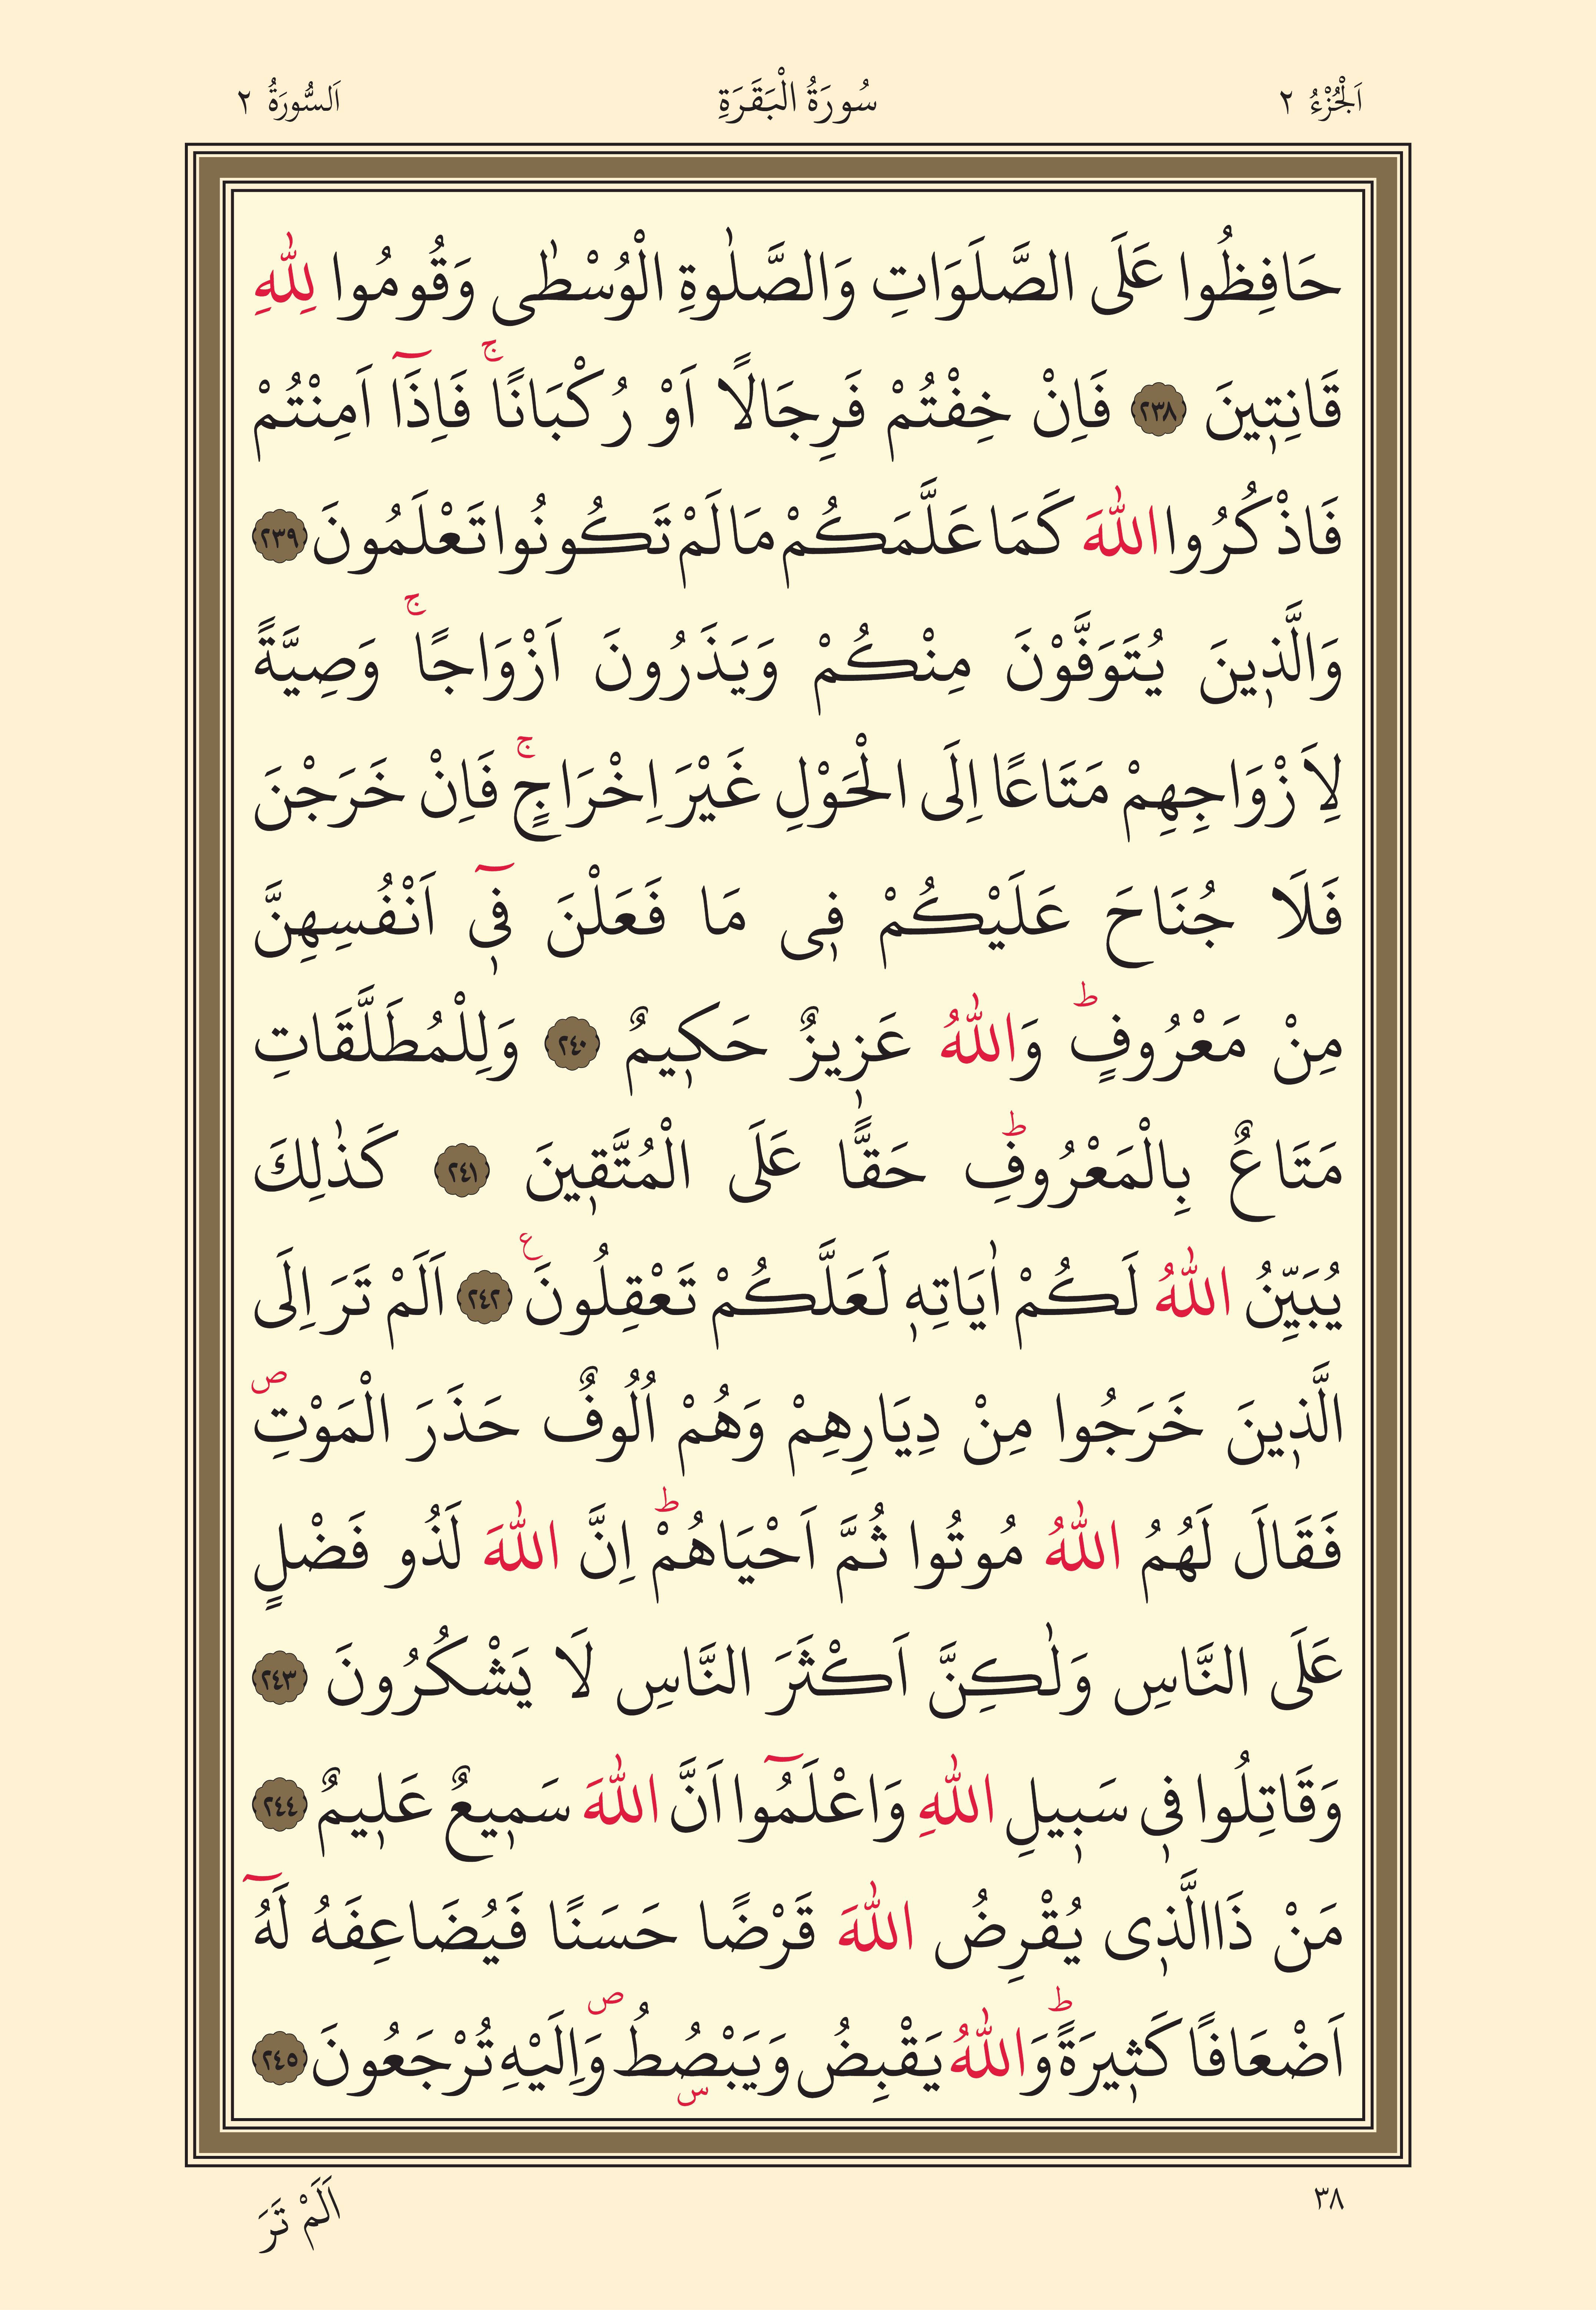 اَلْجُزْءُ ٢ سُورَةُ الْبَقَرَةِ اَلسُّورَةُ ٢
حَافِظُوا عَلَى الصَّلَوَاتِ وَالصَّلٰوةِ الْوُسْطٰى وَقُومُوا لِلّٰهِ
قَانِتٖينَ ﴿٢٣٨﴾ فَاِنْ خِفْتُمْ فَرِجَالًا اَوْ رُكْبَانًاۚ فَاِذَٓا اَمِنْتُمْ
فَاذْكُرُوا اللّٰهَ كَمَا عَلَّمَكُمْ مَا لَمْ تَكُونُوا تَعْلَمُونَ ﴿٢٣٩﴾
وَالَّذٖينَ يُتَوَفَّوْنَ مِنْكُمْ وَيَذَرُونَ اَزْوَاجًاۚ وَصِيَّةً
لِاَزْوَاجِهِمْ مَتَاعًا اِلَى الْحَوْلِ غَيْرَ اِخْرَاجٍۚ فَاِنْ خَرَجْنَ
فَلَا جُنَاحَ عَلَيْكُمْ فٖى مَا فَعَلْنَ فٖٓى اَنْفُسِهِنَّ
مِنْ مَعْرُوفٍؕ وَاللّٰهُ عَزٖيزٌ حَكٖيمٌ ﴿٢٤٠﴾ وَلِلْمُطَلَّقَاتِ
مَتَاعٌ بِالْمَعْرُوفِؕ حَقًّا عَلَى الْمُتَّقٖينَ ﴿٢٤١﴾ كَذٰلِكَ
يُبَيِّنُ اللّٰهُ لَكُمْ اٰيَاتِهٖ لَعَلَّكُمْ تَعْقِلُونَࣖ ﴿٢٤٢﴾ اَلَمْ تَرَ اِلَى
الَّذٖينَ خَرَجُوا مِنْ دِيَارِهِمْ وَهُمْ اُلُوفٌ حَذَرَ الْمَوْتِࣕ
فَقَالَ لَهُمُ اللّٰهُ مُوتُوا ثُمَّ اَحْيَاهُمْؕ اِنَّ اللّٰهَ لَذُو فَضْلٍ
عَلَى النَّاسِ وَلٰكِنَّ اَكْثَرَ النَّاسِ لَا يَشْكُرُونَ ﴿٢٤٣﴾
وَقَاتِلُوا فٖى سَبٖيلِ اللّٰهِ وَاعْلَمُٓوا اَنَّ اللّٰهَ سَمٖيعٌ عَلٖيمٌ ﴿٢٤٤﴾
مَنْ ذَا الَّذٖى يُقْرِضُ اللّٰهَ قَرْضًا حَسَنًا فَيُضَاعِفَهُ لَهُٓ
اَضْعَافًا كَثٖيرَةًؕ وَاللّٰهُ يَقْبِضُ وَيَبْصُۣطُࣕ وَاِلَيْهِ تُرْجَعُونَ ﴿٢٤٥﴾
٣٨ اَلَمْ تَرَ